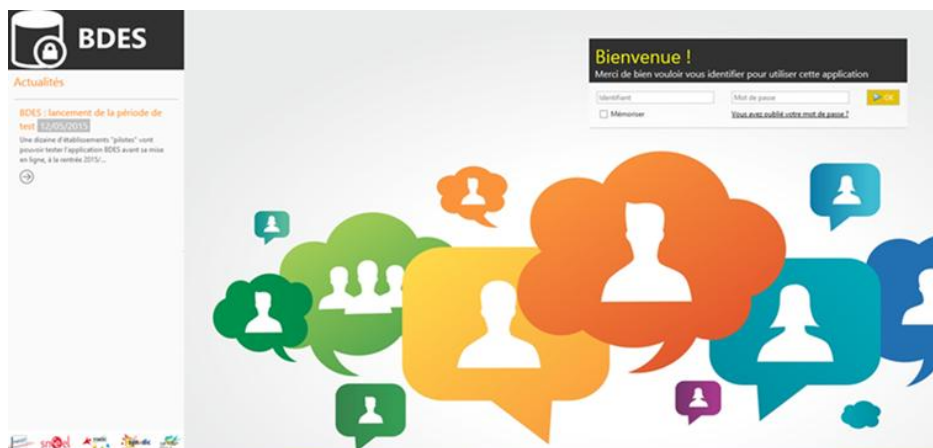 BDES
Actualités
BDES : lancement de la période de
test 12/05/2015
Une dizaine d'établissements "pilotes" vont
pouvoir tester l'application BDES avant sa mise
en ligne, à la rentrée 2015/...
Bienvenue !
Merci de bien vouloir vous identifier pour utiliser cette application
Identifiant
Mot de passe
OK
Mémoriser
Vous avez oublié votre mot de passe ?